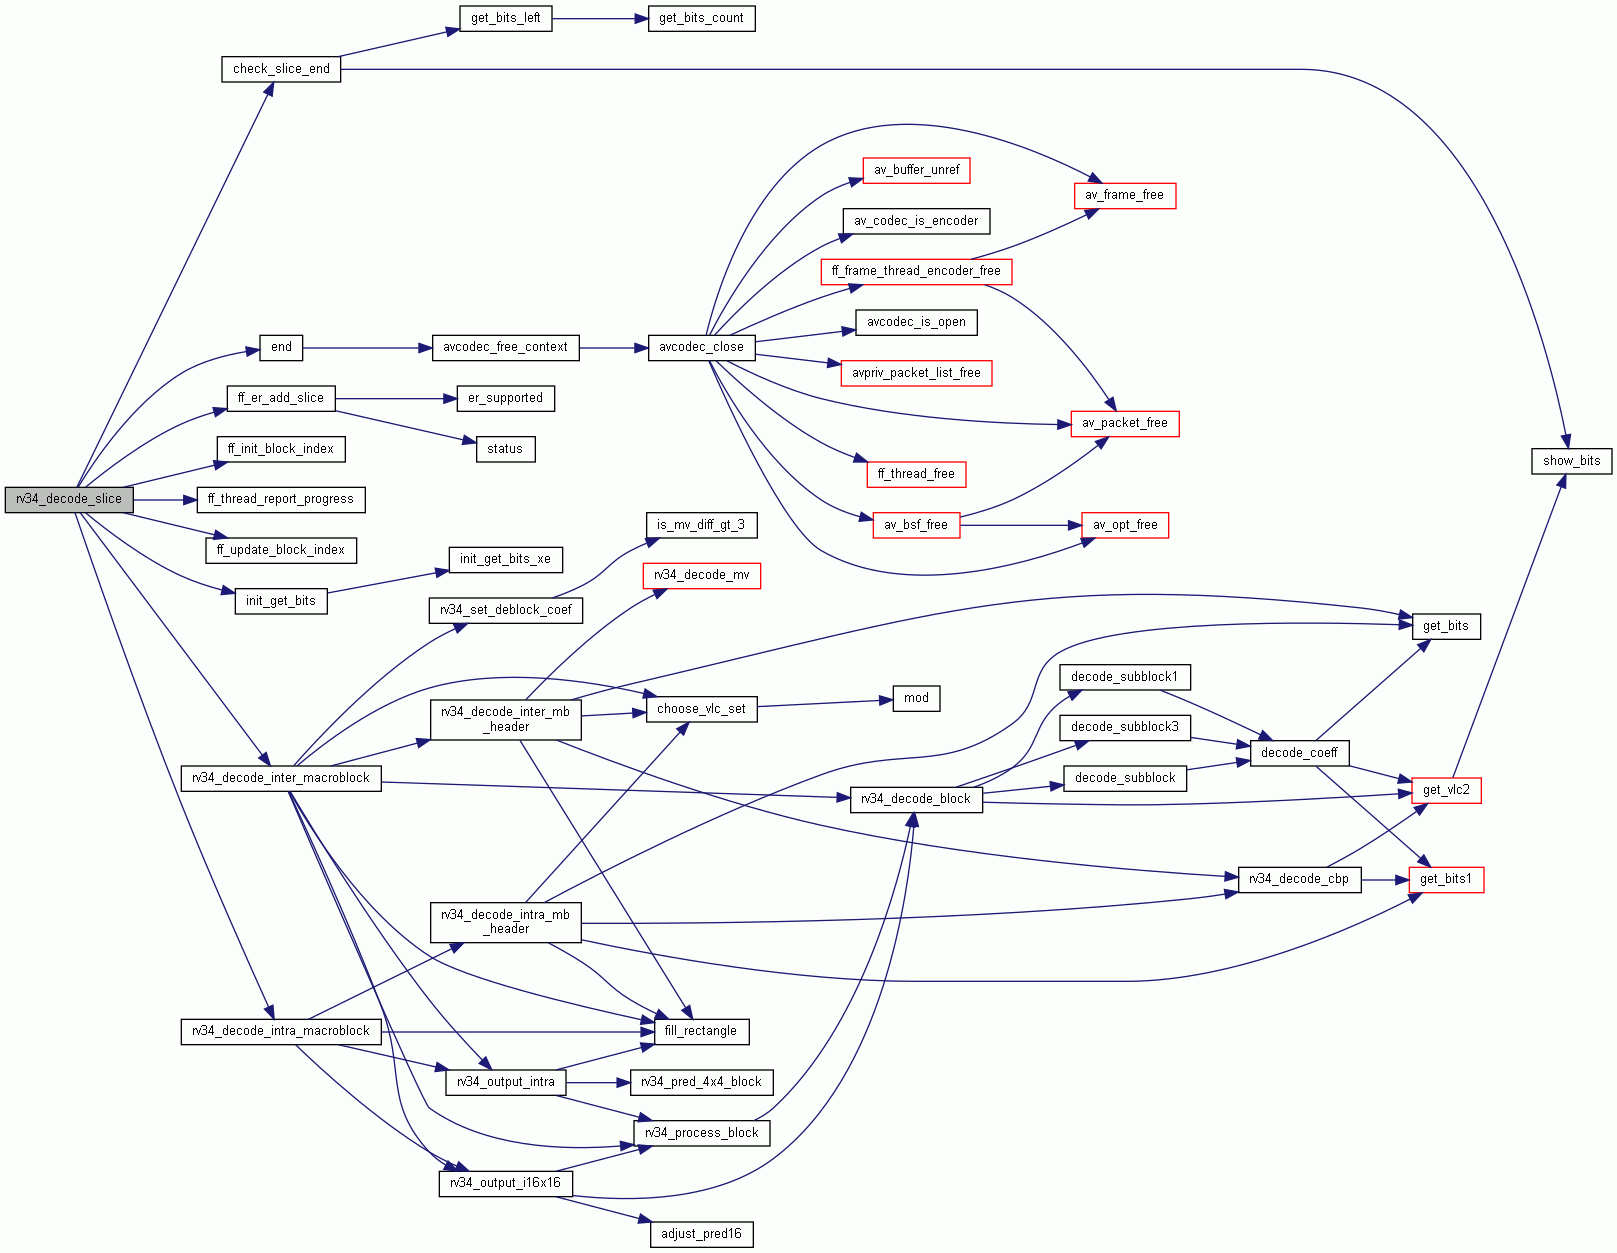 get_bits_left
get_bits_count
check_slice_end
av_buffer_unref
av_frame_free
av_codec_is_encoder
ff_frame_thread_encoder_free
avcodec_is_open
end
avcodec_free_context
avcodec_close
avpriv_packet_list_free
ff_er_add_slice
er_supported
av_packet_free
ff_init_block_index
status
show_bits
ff_thread_free
rv34_decode_slice
ff_thread_report_progress
is_mv_diff_gt_3
av_bsf_free
av_opt_free
ff_update_block_index
init_get_bits_xe
rv34_decode_mv
init_get_bits
rv34_set_deblock_coef
get_bits
decode_subblock1
mod
rv34_decode_inter_mb
_header
choose_vlc_set
decode_subblock3
decode_coeff
rv34_decode_inter_macroblock
decode_subblock
rv34_decode_block
get_vlc2
rv34_decode_cbp
get_bits1
rv34_decode_intra_mb
_header
rv34_decode_intra_macroblock
fill_rectangle
rv34_output_intra
rv34_pred_4x4_block
rv34_process_block
rv34_output_i16x16
adjust_pred16